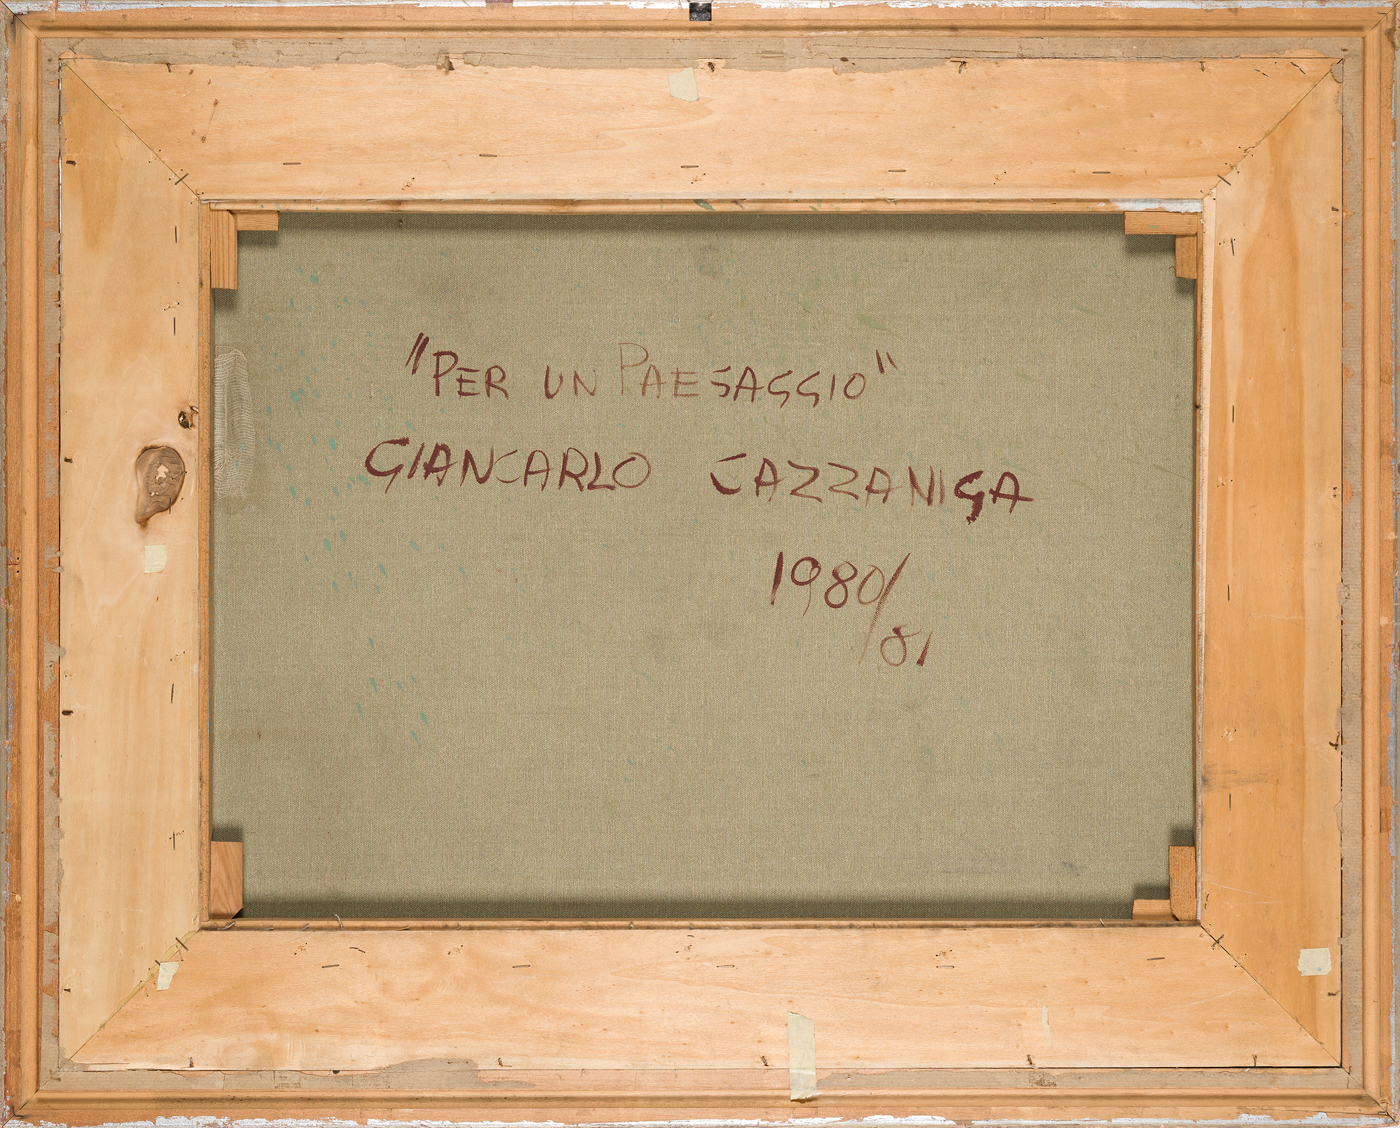 "PER UN PAESAGGIO"
GIANCARLO CAZZANIGA
1980/
81